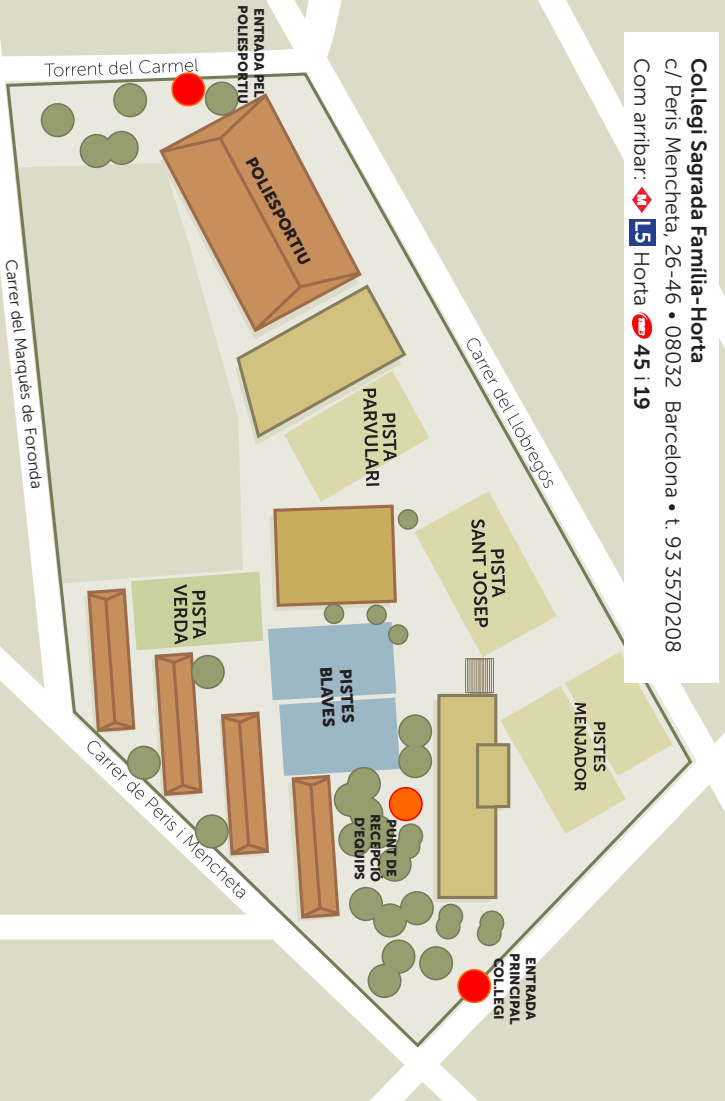 Col.legi Sagrada Família-Horta
c/ Peris Mencheta, 26-46 • 08032 Barcelona • t. 93 3570208
Com arribar: M L5 Horta 45 i 19
ENTRADA PEL
POLIESPORTIU
Torrent del Carmel
POLIESPORTIU
Carrer del Llobregós
Carrer del Marquès de Foronda
PISTA
PARVULARI
PISTA
SANT JOSEP
PISTA
VERDA
PISTES
BLAVES
PISTES
MENJADOR
PUNT DE
RECEPCIÓ
D'EQUIPS
Carrer de Peris i Mencheta
ENTRADA
PRINCIPAL
COL.LEGI